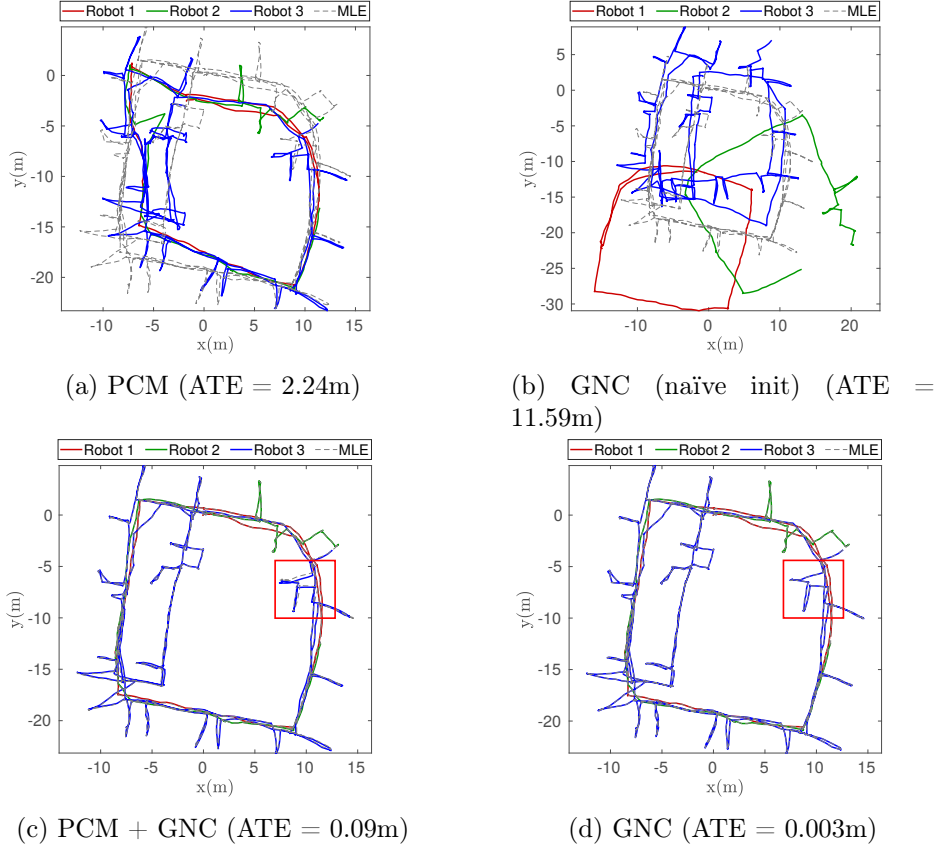 Robot 1 Robot 2 Robot 3 MLE
0
-5
-10
-15
-20
y(m)
-10 -5 0 5 10 15
x(m)
(a) PCM (ATE = 2.24m)
Robot 1 Robot 2 Robot 3 MLE
5
0
-5
-10
-15
-20
-25
-30
y(m)
-10 0 10 20
x(m)
(b) GNC (naïve init) (ATE =
11.59m)
Robot 1 Robot 2 Robot 3 MLE
0
-5
-10
-15
-20
y(m)
-10 -5 0 5 10 15
x(m)
(c) PCM + GNC (ATE = 0.09m)
Robot 1 Robot 2 Robot 3 MLE
0
-5
-10
-15
-20
y(m)
-10 -5 0 5 10 15
x(m)
(d) GNC (ATE = 0.003m)